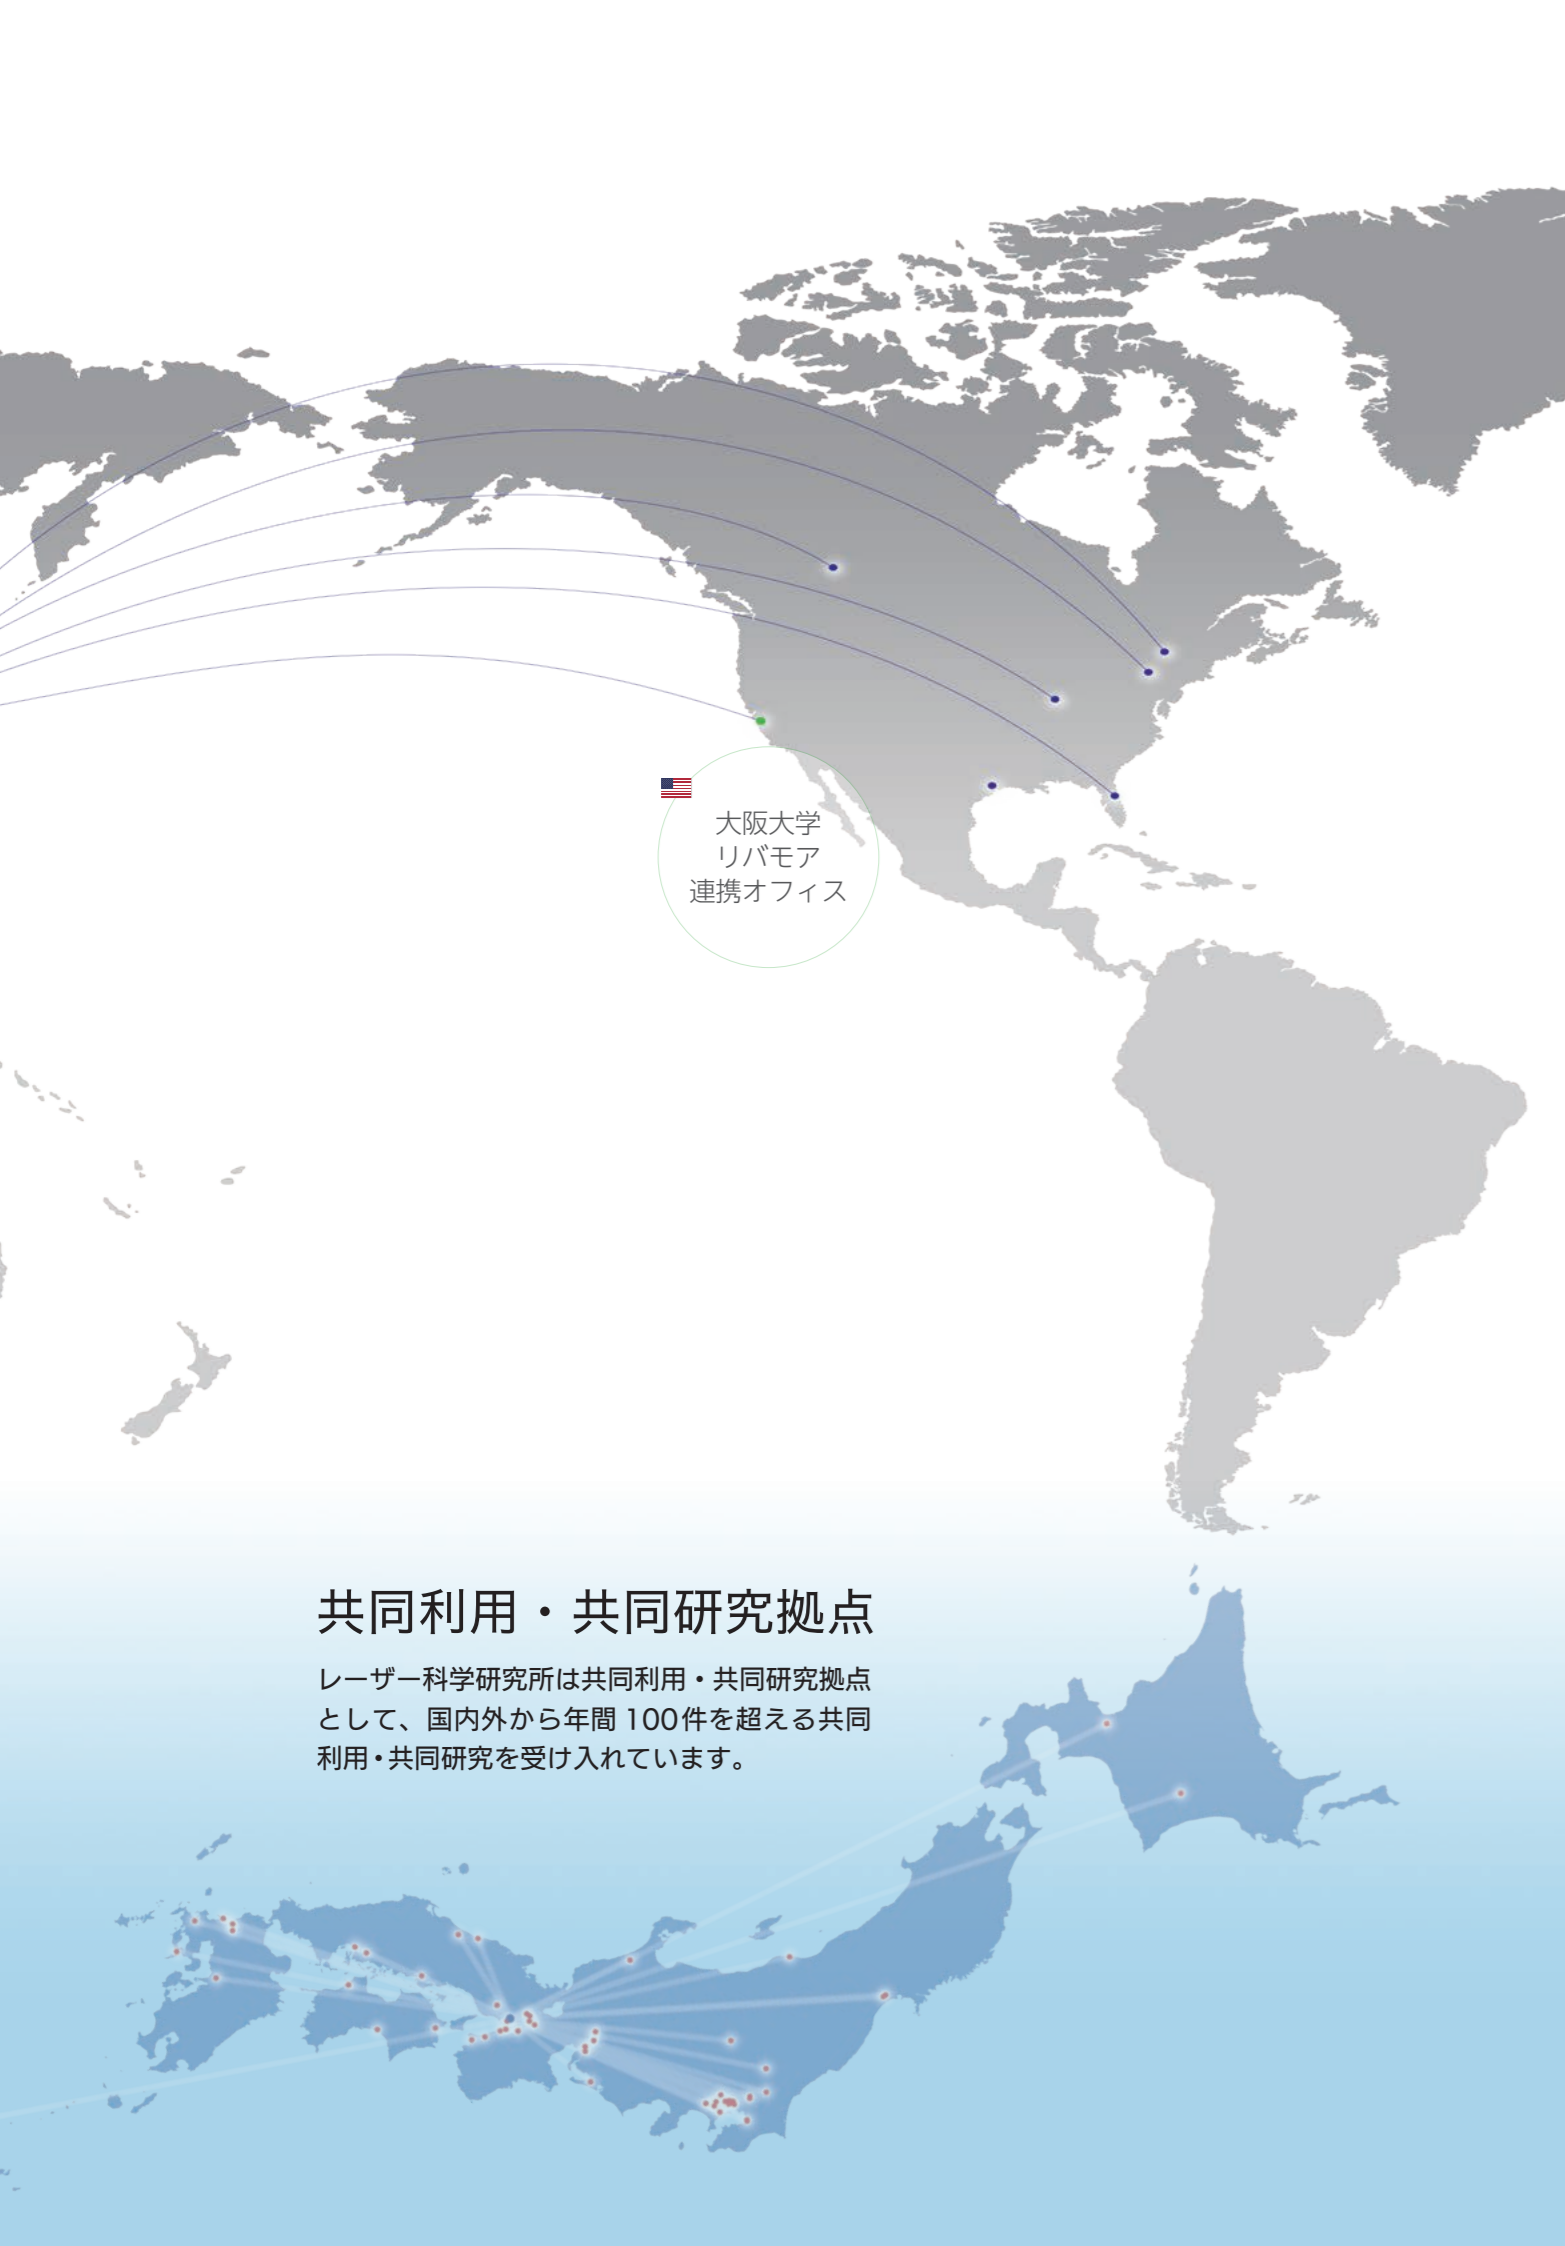 大阪大学
リバモア
連携オフィス
共同利用・共同研究拠点
レーザー科学研究所は共同利用・共同研究拠点
として、国内外から年間 100件を超える共同
利用・共同研究を受け入れています。